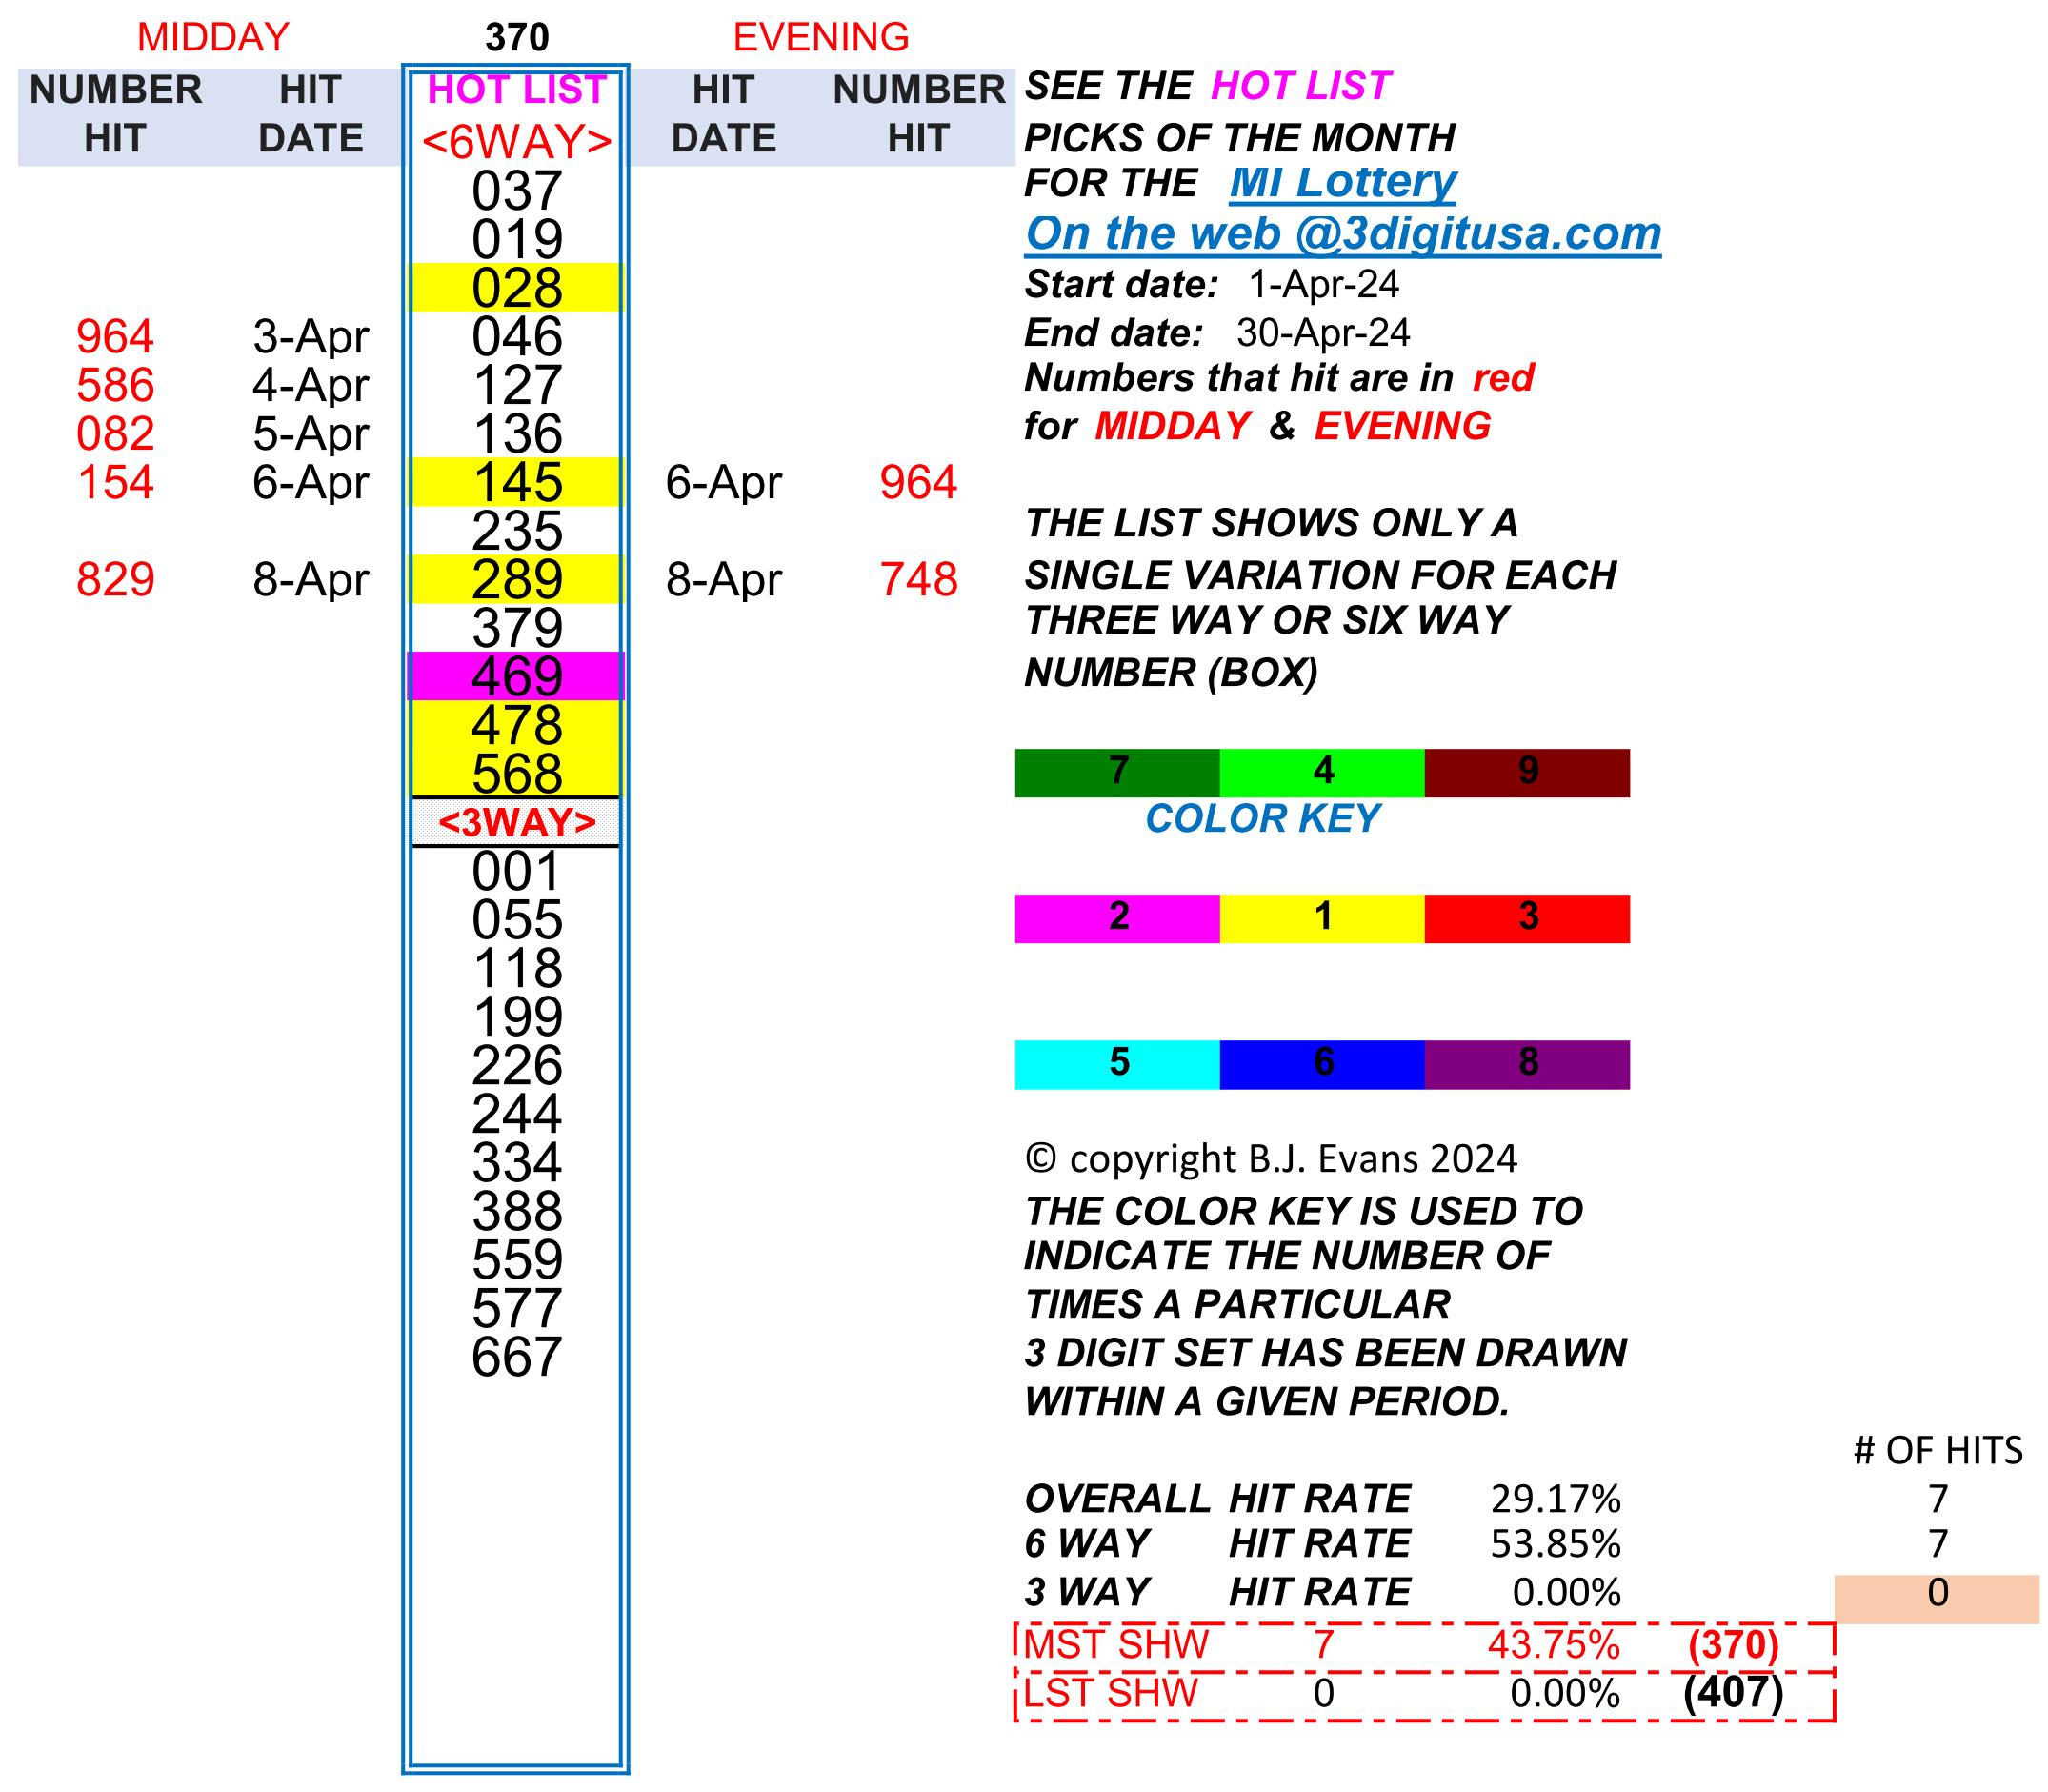 MIDDAY 370 EVENING
NUMBER HIT HOT LIST HIT NUMBER SEE THE HOT LIST
HIT DATE <6WAY> DATE HIT PICKS OF THE MONTH
037 FOR THE MI Lottery
019 On the web @3digitusa.com
028 Start date: 1-Apr-24
964 3-Apr 046 End date: 30-Apr-24
586 4-Apr 127 Numbers that hit are in red
082 5-Apr 136 for MIDDAY & EVENING
154 6-Apr 145 6-Apr 964
235 THE LIST SHOWS ONLY A
829 8-Apr 289 8-Apr 748 SINGLE VARIATION FOR EACH
379 THREE WAY OR SIX WAY
469 NUMBER (BOX)
478
568 7 4 9
<3WAY> COLOR KEY
001
055 2 1 3
118
199
226 5 6 8
244
334 © copyright B.J. Evans 2024
388 THE COLOR KEY IS USED TO
559 INDICATE THE NUMBER OF
577 TIMES A PARTICULAR
667 3 DIGIT SET HAS BEEN DRAWN
WITHIN A GIVEN PERIOD.
# OF HITS
OVERALL HIT RATE 29.17% 7
6 WAY HIT RATE 53.85% 7
3 WAY HIT RATE 0.00% 0
MST SHW 7 43.75% (370)
LST SHW 0 0.00% (407)